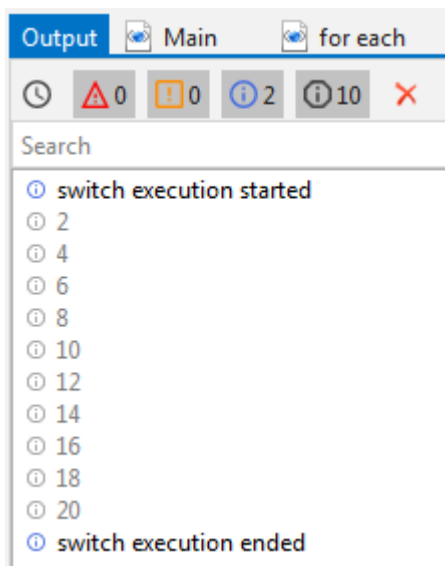 Output Main for each
0 0 2 10
Search
switch execution started
2
4
6
8
10
12
14
16
18
20
switch execution ended